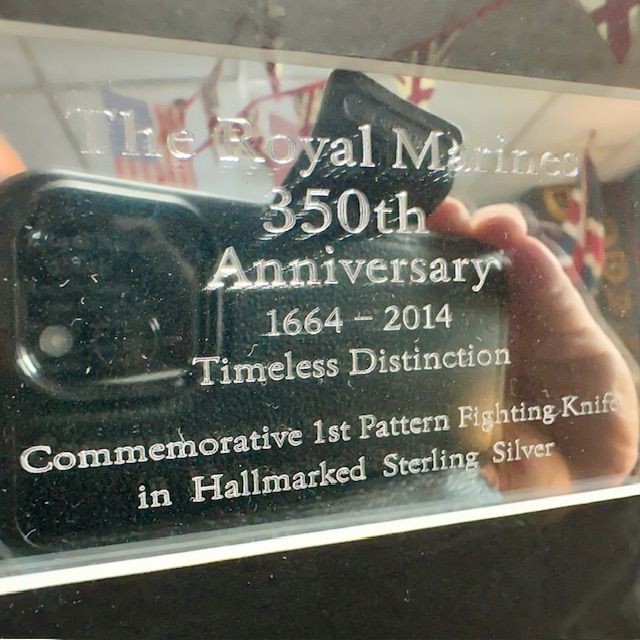 The Royal Marines
350th
Anniversary
1664 - 2014
Timeless Distinction
Commemorative 1st Pattern Fighting Knife
in Hallmarked Sterling Silver